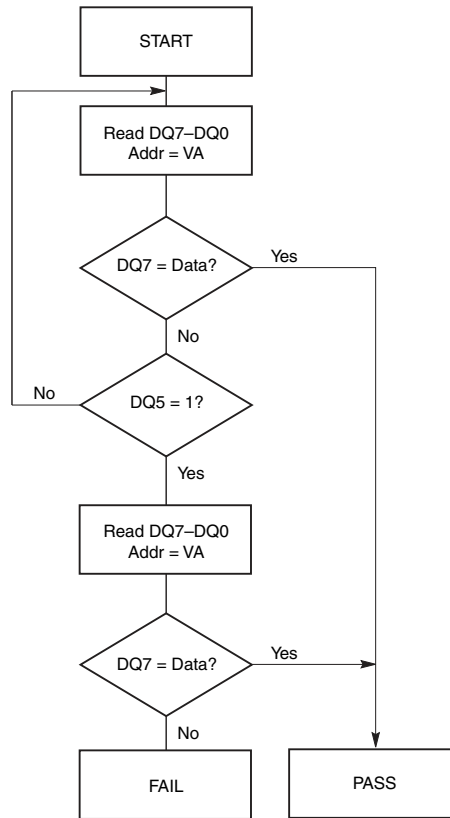 START
Read DQ7–DQ0
Addr = VA
DQ7 = Data?
Yes
No
No
DQ5 = 1?
Yes
Read DQ7–DQ0
Addr = VA
DQ7 = Data?
Yes
No
FAIL
PASS